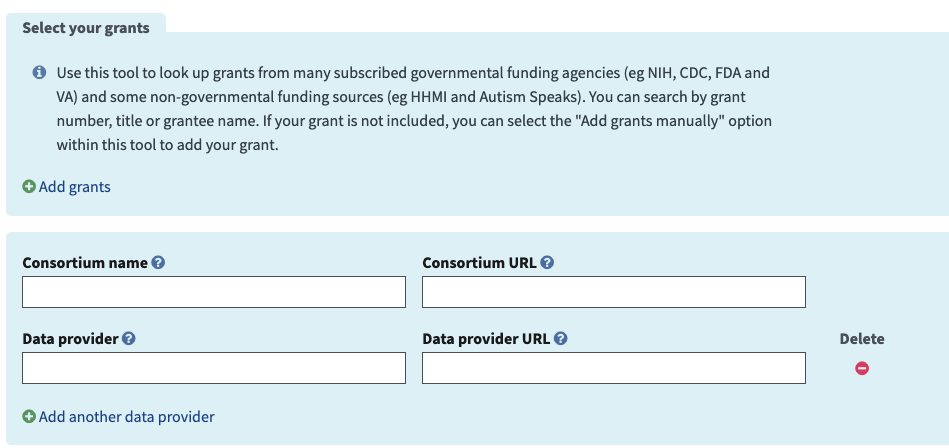 Select your grants
Use this tool to look up grants from many subscribed governmental funding agencies (eg NIH, CDC, FDA and
VA) and some non-governmental funding sources (eg HHMI and Autism Speaks). You can search by grant
number, title or grantee name. If your grant is not included, you can select the "Add grants manually" option
within this tool to add your grant.
Add grants
Consortium name
Consortium URL
Data provider
Data provider URL
Delete
Add another data provider